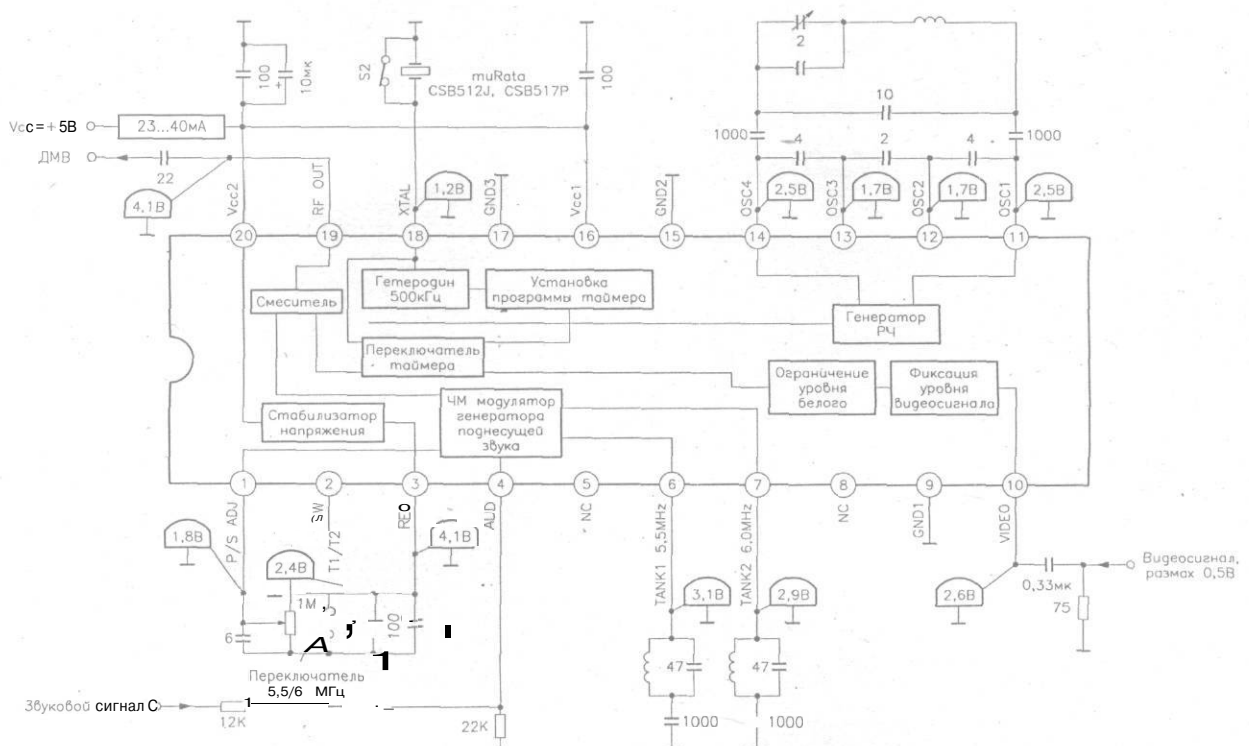 2
100
10мк
S2
muRata
CSB512J, CSB517P
100
10
Vcc=+5В
23...40мА
1000
4
2
4
1000
ДМВ
22
4,1В
Vcc2
RF OUT
XTAL
1,2В
GND3
Vcc1
GND2
OSC4
2,5В
OSC3
1,7В
OSC2
1,7В
OSC1
2,5В
20
19
18
17
16
15
14
13
12
11
Смеситель
Гетеродин
500кГц
Установка
программы таймера
Генератор
РЧ
Переключатель
таймера
Ограничение
уровня
белого
Фиксация
уровня
видеосигнала
Стабилизатор
напряжения
ЧМ модулятор
генератора
поднесущей
звука
1
2
3
4
5
6
7
8
9
10
P/S ADJ
SW
T1/T2
AUD
NC
TANK1 5,5MHz
TANK2 6,0MHz
NC
GND1
VIDEO
1,8В
2,4В
4,1В
3,1В
2,9В
2,6В
0,33мк
Видеосигнал,
размах 0,5В
75
1М
6
100
47
47
Переключатель
5,5/6 МГц
Звуковой сигнал
12К
22К
1000
1000